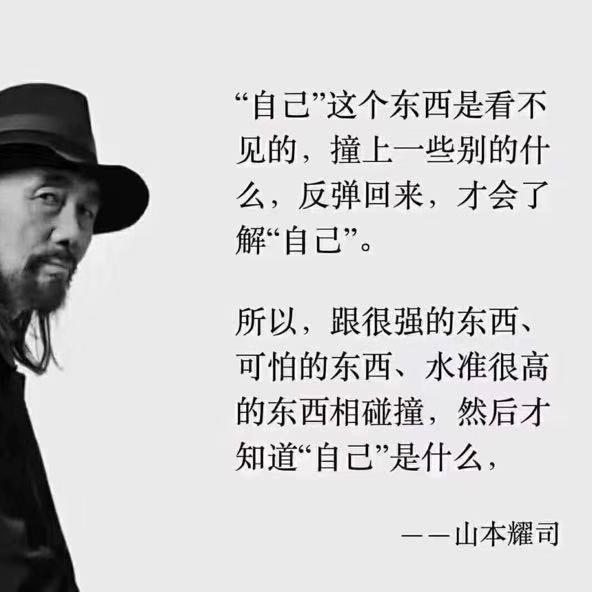 “自己”这个东西是看不
见的，撞上一些别的什
么，反弹回来，才会了
解“自己”。
所以，跟很强的东西、
可怕的东西、水准很高
的东西相碰撞，然后才
知道“自己”是什么，
——山本耀司